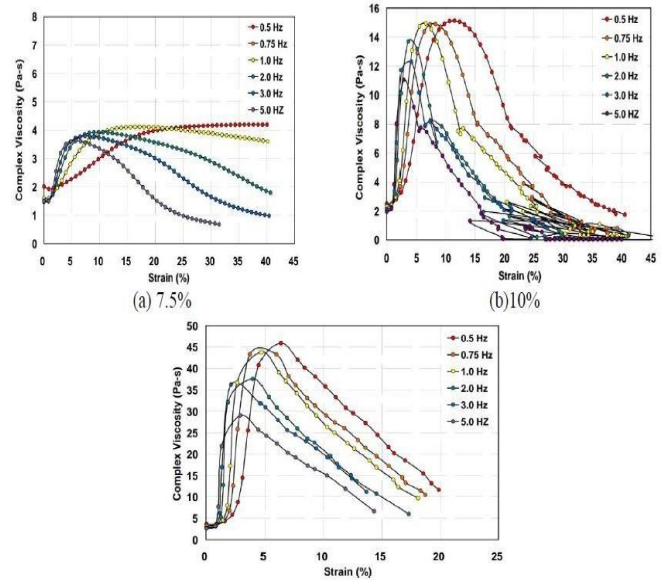 Complex Viscosity (Pa-s)
8
7
6
5
4
3
2
1
0
0 5 10 15 20 25 30 35 40 45
Strain (%)
0.5 Hz
0.75 Hz
1.0 Hz
2.0 Hz
3.0 Hz
5.0 HZ
(a) 7.5%
Complex Viscosity (Pa-s)
16
14
12
10
8
6
4
2
0
0 5 10 15 20 25 30 35 40 45
Strain (%)
0.5 Hz
0.75 Hz
1.0 Hz
2.0 Hz
3.0 Hz
5.0 HZ
(b)10%
Complex Viscosity (Pa-s)
50
45
40
35
30
25
20
15
10
5
0
0 5 10 15 20 25
Strain (%)
0.5 Hz
0.75 Hz
1.0 Hz
2.0 Hz
3.0 Hz
5.0 HZ